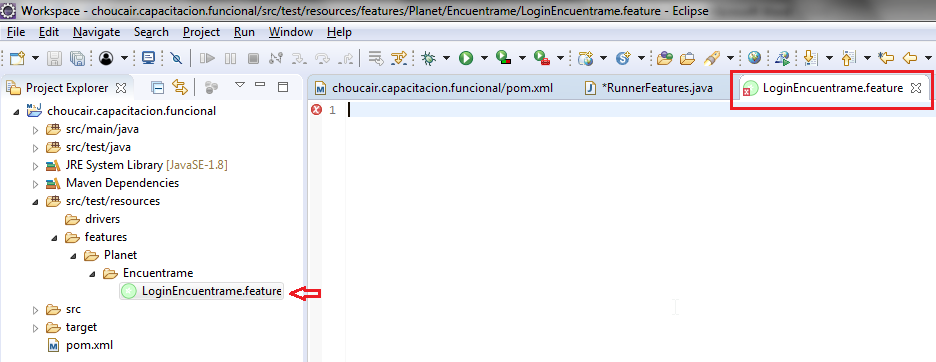 Workspace - choucair.capacitacion.funcional/src/test/resources/features/Planet/Encuentrame/LoginEncuentrame.feature - Eclipse
File Edit Navigate Search Project Run Window Help
Project Explorer
choucair.capacitacion.funcional/pom.xml
*RunnerFeatures.java
LoginEncuentrame.feature
1
choucair.capacitacion.funcional
src/main/java
src/test/java
JRE System Library [JavaSE-1.8]
Maven Dependencies
src/test/resources
drivers
features
Planet
Encuentrame
LoginEncuentrame.feature
src
target
pom.xml